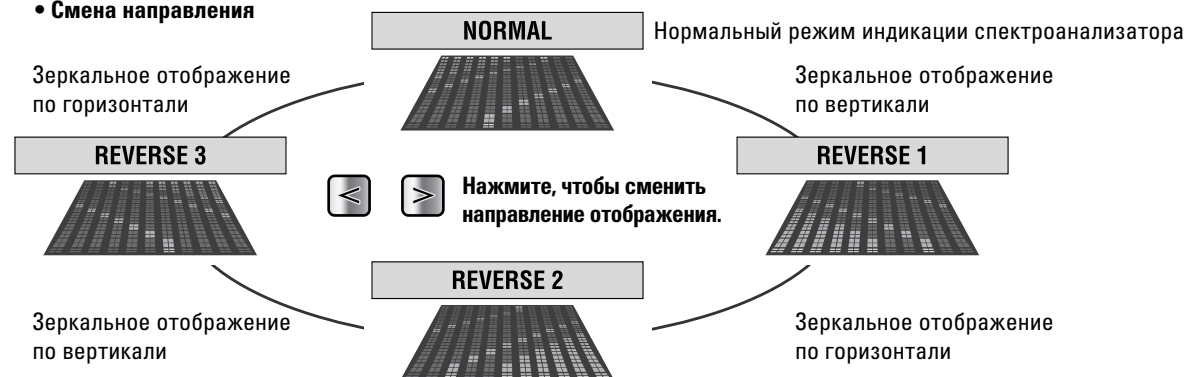 • Смена направления
NORMAL
Нормальный режим индикации спектроанализатора
Зеркальное отображение
по горизонтали
Зеркальное отображение
по вертикали
REVERSE 3
REVERSE 1
< >
Нажмите, чтобы сменить
направление отображения.
REVERSE 2
Зеркальное отображение
по вертикали
Зеркальное отображение
по горизонтали